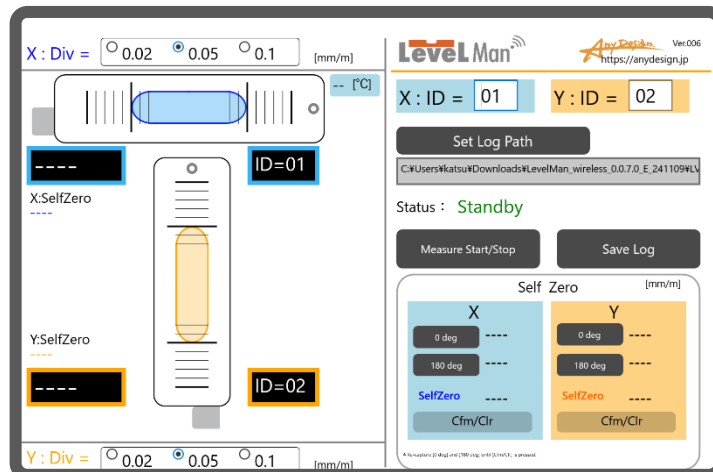 X : Div =
0.02
0.05
0.1
[mm/m]
-- [°C]
----
ID=01
X:SelfZero
----
Y:SelfZero
----
----
ID=02
Y : Div =
0.02
0.05
0.1
[mm/m]
LeveL Man
AnyDesign
Ver.006
https://anydesign.jp
X : ID = 01
Y : ID = 02
Set Log Path
C:¥Users¥katsu¥Downloads¥LevelMan_wireless_0.0.7.0_E_241109¥LV
Status : Standby
Measure Start/Stop
Save Log
Self Zero
[mm/m]
X
0 deg ----
180 deg ----
SelfZero ----
Cfm/Clr
Y
0 deg ----
180 deg ----
SelfZero ----
Cfm/Clr